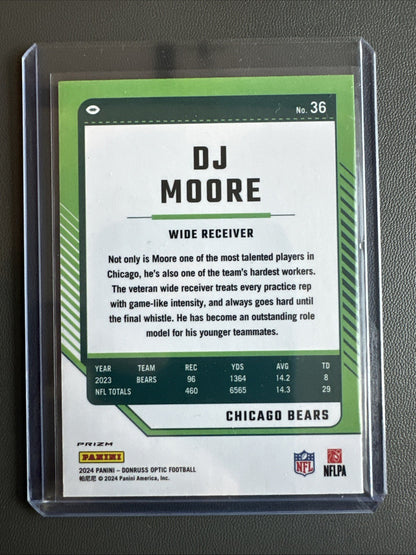 No. 36
DJ
MOORE
WIDE RECEIVER
Not only is Moore one of the most talented players in
Chicago, he's also one of the team's hardest workers.
The veteran wide receiver treats every practice rep
with game-like intensity, and always goes hard until
the final whistle. He has become an outstanding role
model for his younger teammates.
YEAR TEAM REC YDS AVG TD
2023 BEARS 96 1364 14.2 8
NFL TOTALS 460 6565 14.3 29
CHICAGO BEARS
PRIZM
PANINI
NFL
NFLPA
2024 PANINI – DONRUSS OPTIC FOOTBALL
帕尼尼 © 2024 Panini America, Inc.